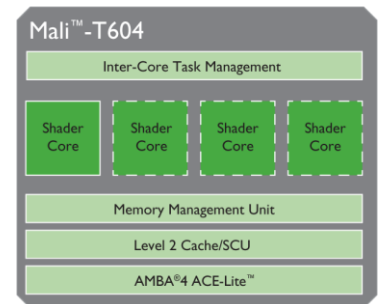 Mali™-T604
Inter-Core Task Management
Shader Core
Shader Core
Shader Core
Shader Core
Memory Management Unit
Level 2 Cache/SCU
AMBA®4 ACE-Lite™